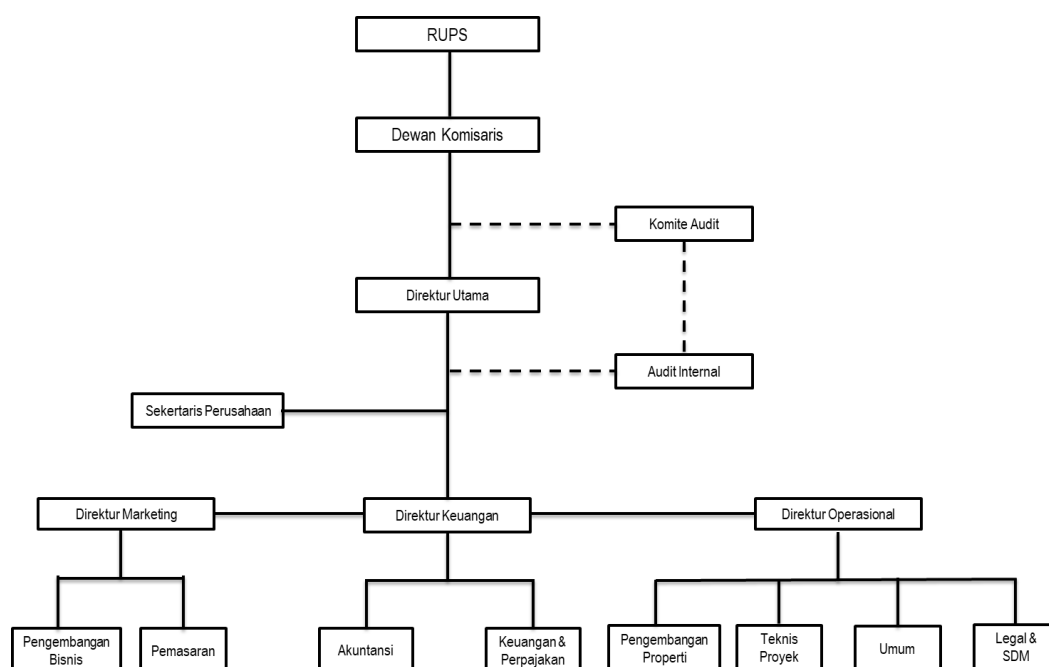 RUPS
Dewan Komisaris
Komite Audit
Direktur Utama
Audit Internal
Sekertaris Perusahaan
Direktur Marketing
Direktur Keuangan
Direktur Operasional
Pengembangan
Bisnis
Pemasaran
Akuntansi
Keuangan &
Perpajakan
Pengembangan
Properti
Teknis
Proyek
Umum
Legal &
SDM